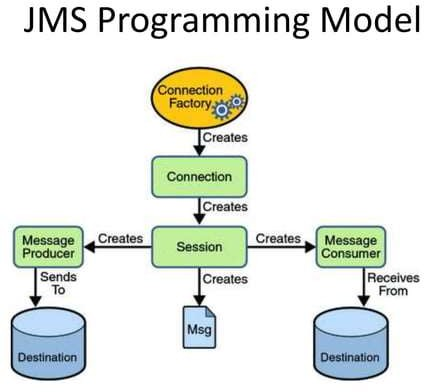 JMS Programming Model
Connection
Factory
Creates
Connection
Creates
Message
Producer
Creates
Session
Creates
Message
Consumer
Sends
To
Creates
Receives
From
Msg
Destination
Destination